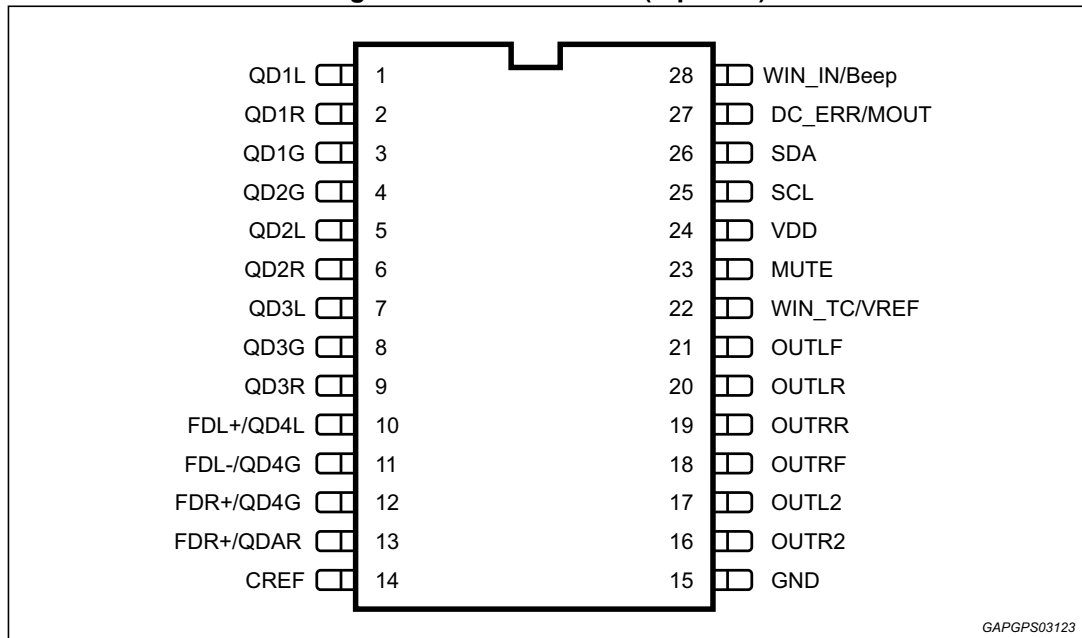 QD1L 1 28 WIN_IN/Beep
QD1R 2 27 DC_ERR/MOUT
QD1G 3 26 SDA
QD2G 4 25 SCL
QD2L 5 24 VDD
QD2R 6 23 MUTE
QD3L 7 22 WIN_TC/VREF
QD3G 8 21 OUTLF
QD3R 9 20 OUTLR
FDL+/QD4L 10 19 OUTRR
FDL-/QD4G 11 18 OUTRF
FDR+/QD4G 12 17 OUTL2
FDR+/QDAR 13 16 OUTR2
CREF 14 15 GND
GAPGPS03123